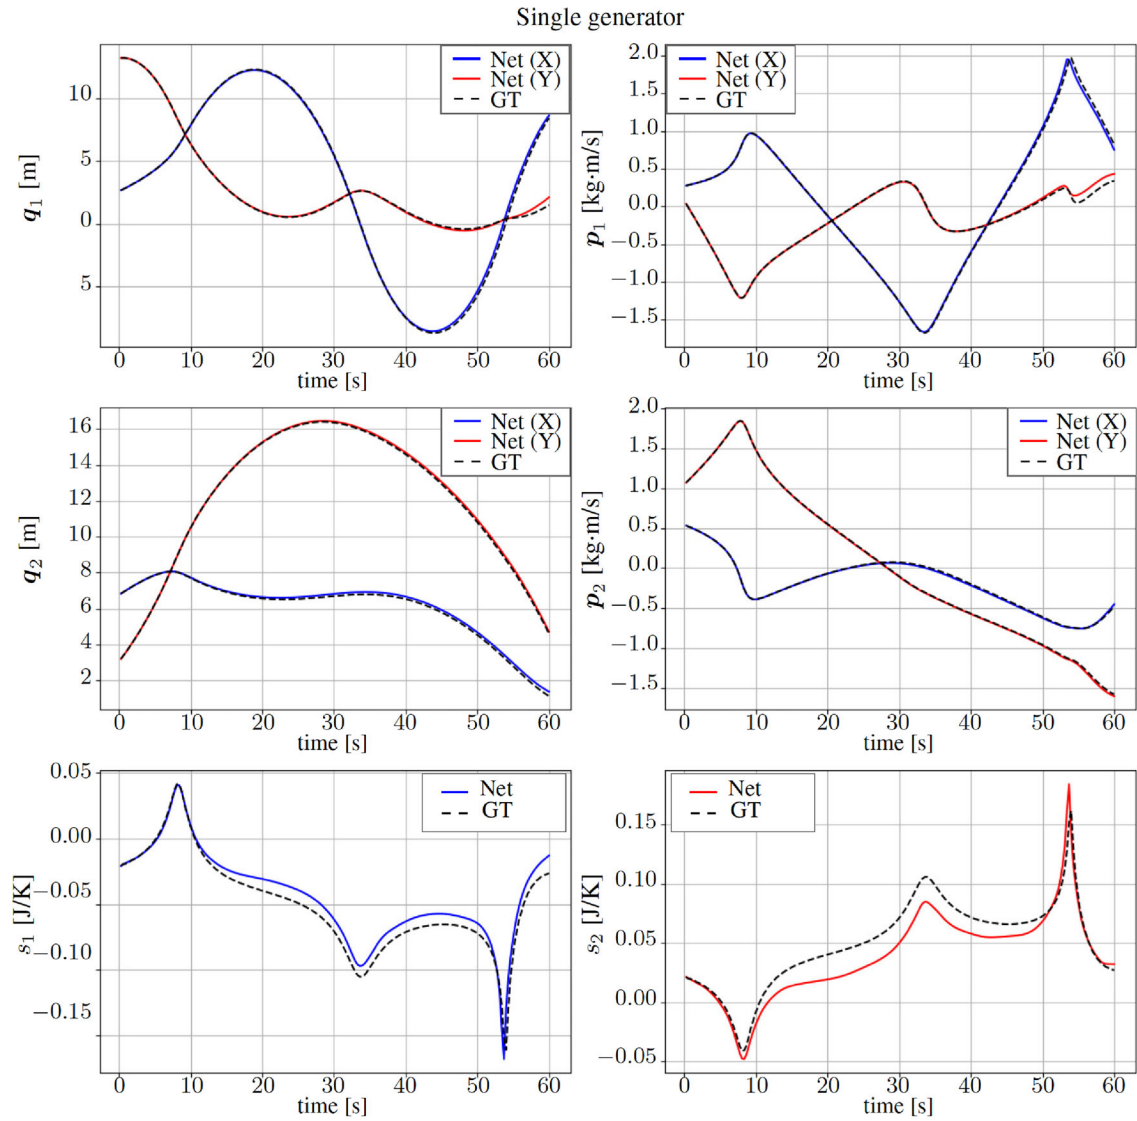 Single generator
Net (X)
Net (Y)
GT
10
5
0
5
q1 [m]
0 10 20 30 40 50 60
time [s]
Net (X)
Net (Y)
GT
2.0
1.5
1.0
0.5
0.0
−0.5
−1.0
−1.5
p1 [kg·m/s]
0 10 20 30 40 50 60
time [s]
Net (X)
Net (Y)
GT
16
14
12
10
8
6
4
2
q2 [m]
0 10 20 30 40 50 60
time [s]
Net (X)
Net (Y)
GT
2.0
1.5
1.0
0.5
0.0
−0.5
−1.0
−1.5
p2 [kg·m/s]
0 10 20 30 40 50 60
time [s]
Net
GT
0.05
0.00
−0.05
−0.10
−0.15
s1 [J/K]
0 10 20 30 40 50 60
time [s]
Net
GT
0.15
0.10
0.05
0.00
−0.05
s2 [J/K]
0 10 20 30 40 50 60
time [s]